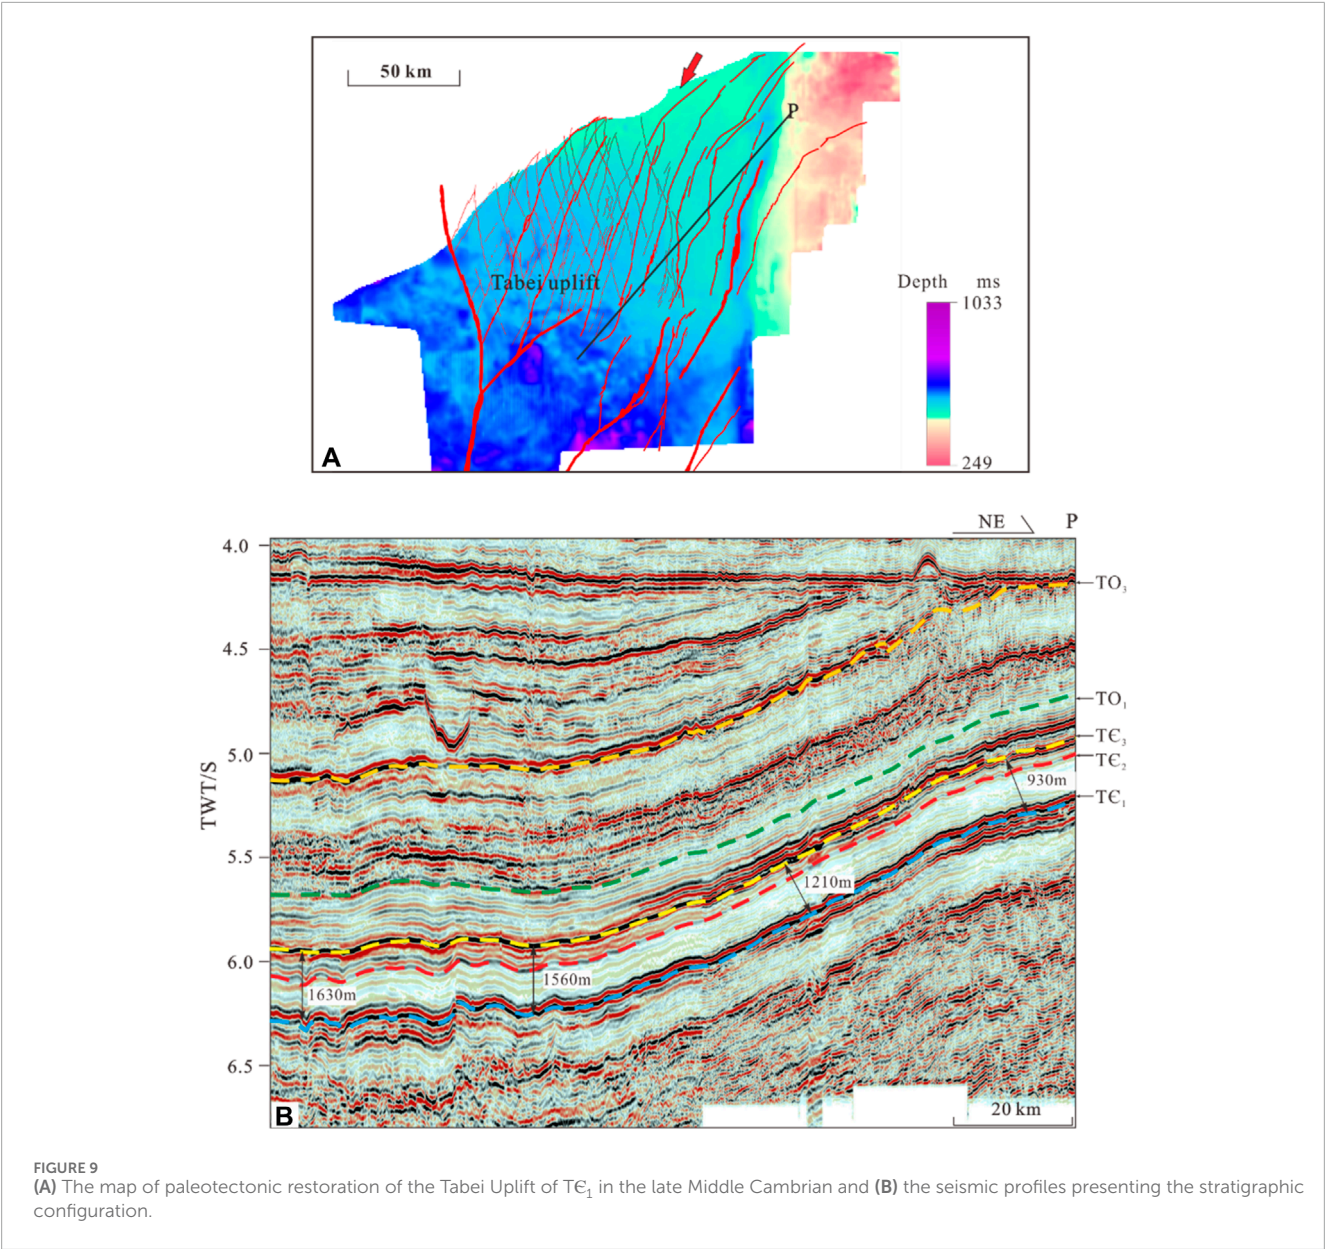 50 km
P
Tabei uplift
Depth ms
1033
249
A
NE P
4.0
TO₃
4.5
TO₁
5.0
TЄ₃
TЄ₂
930m
TЄ₁
TWT/S
5.5
1210m
6.0
1560m
1630m
6.5
20 km
B
FIGURE 9
(A) The map of paleotectonic restoration of the Tabei Uplift of TЄ₁ in the late Middle Cambrian and (B) the seismic profiles presenting the stratigraphic
configuration.